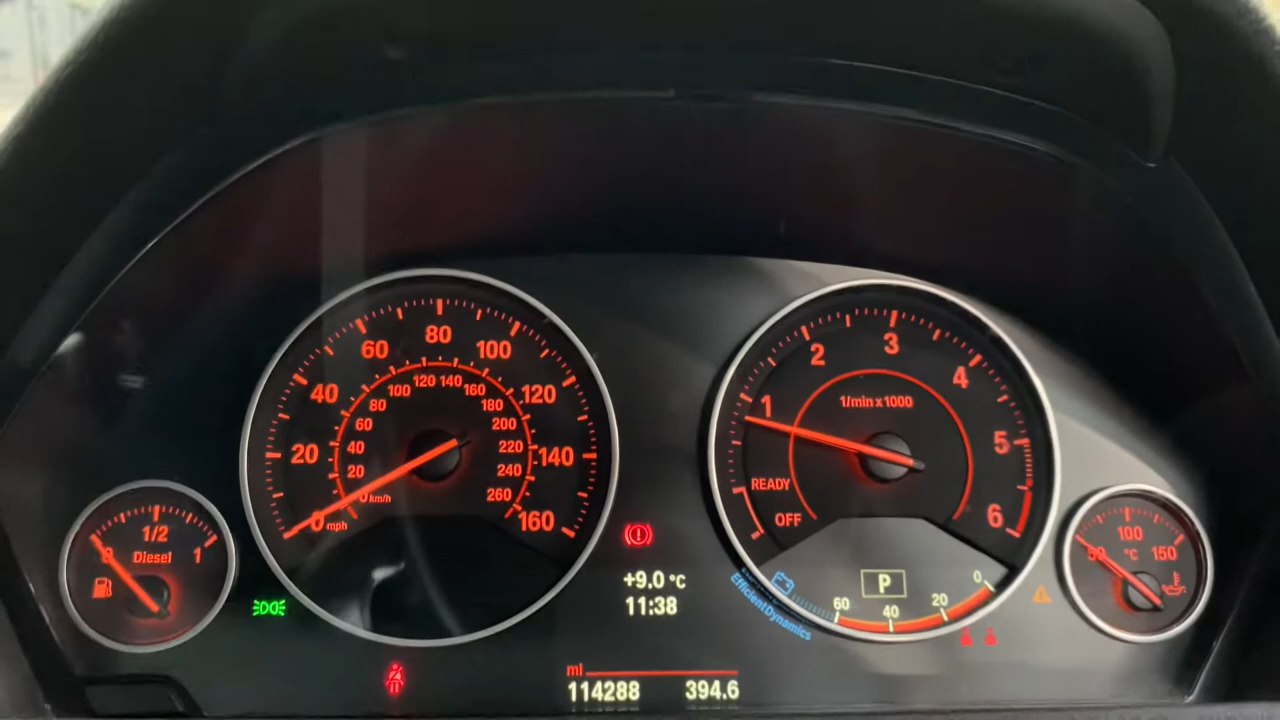 80
60 100
40 120
20 140
0 mph 160
120 140
100 160
80 180
60 200
40 220
20 240
0 km/h 260
3
2 4
1 5
6
1/min x 1000
READY
OFF
1/2
0 Diesel 1
100
50 °C 150
+9.0 °C
11:38
P
60 40 20 0
EfficientDynamics
ml
114288 394.6